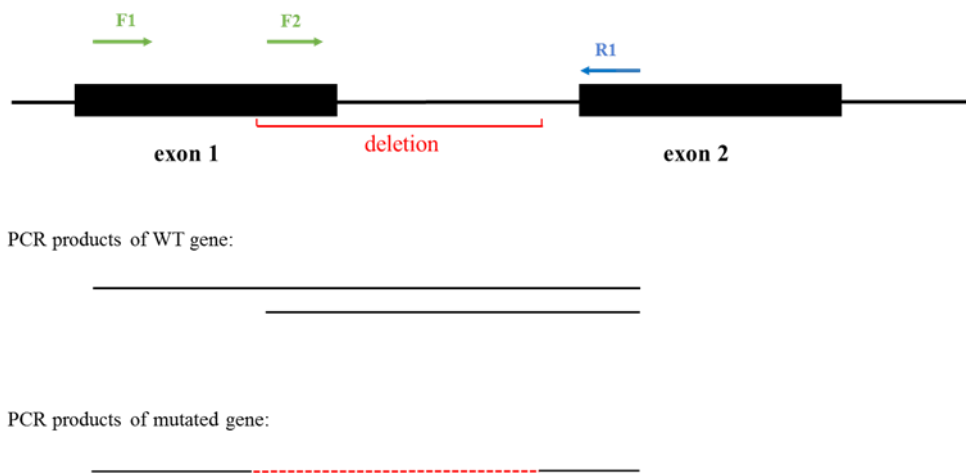 F1
F2
R1
deletion
exon 1
exon 2
PCR products of WT gene:
PCR products of mutated gene: